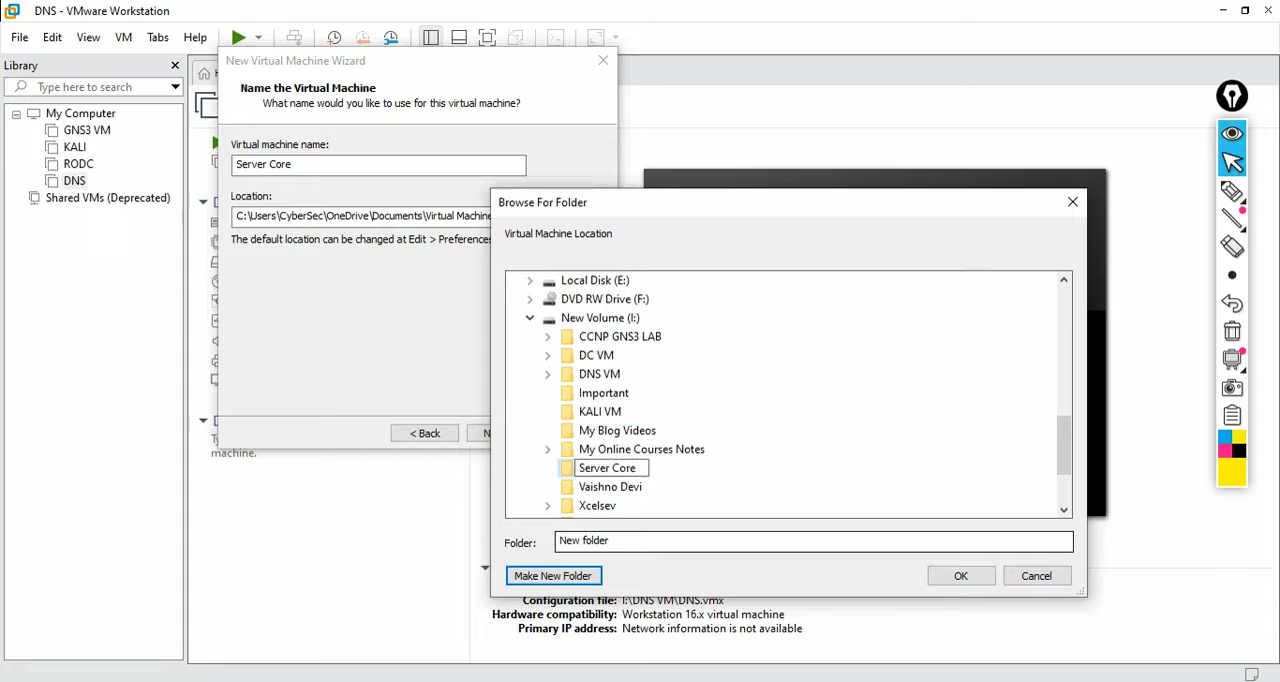 DNS - VMware Workstation
File Edit View VM Tabs Help
Library
Type here to search
My Computer
GNS3 VM
KALI
RODC
DNS
Shared VMs (Deprecated)
H
New Virtual Machine Wizard
Name the Virtual Machine
What name would you like to use for this virtual machine?
Virtual machine name:
Server Core
Location:
C:\Users\CyberSec\OneDrive\Documents\Virtual Machine
The default location can be changed at Edit > Preferences
< Back
N
machine.
Browse For Folder
Virtual Machine Location
Local Disk (E:)
DVD RW Drive (F:)
New Volume (I:)
CCNP GNS3 LAB
DC VM
DNS VM
Important
KALI VM
My Blog Videos
My Online Courses Notes
Server Core
Vaishno Devi
Xcelsev
Folder: New folder
Make New Folder
OK
Cancel
Configuration file: I:\DNS VM\DNS.vmx
Hardware compatibility: Workstation 16.x virtual machine
Primary IP address: Network information is not available